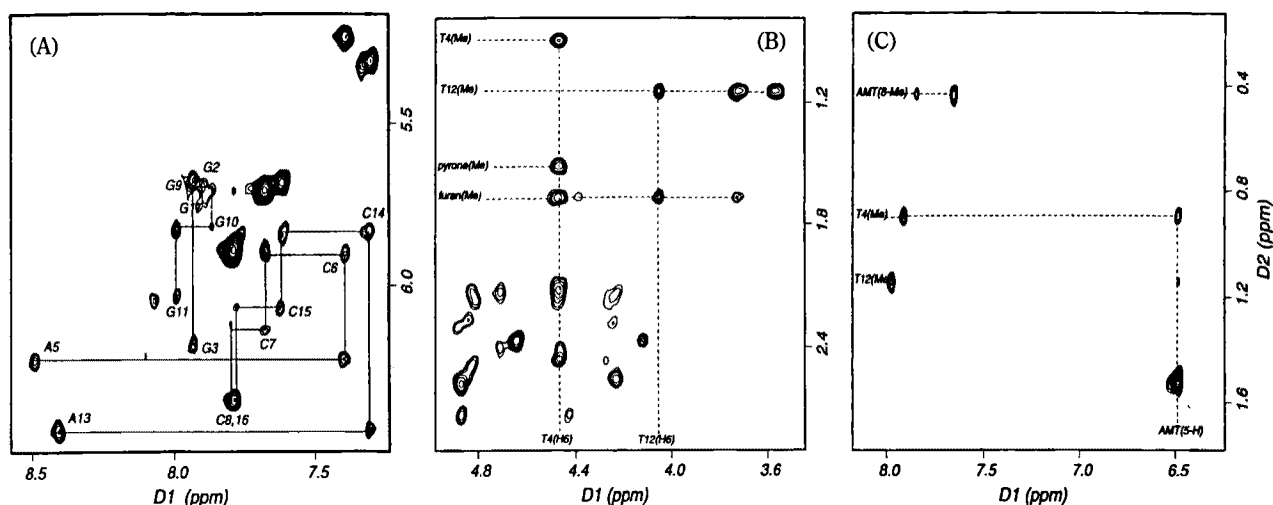 (A)
G2
G9
G10
C14
C6
G11
C15
G3
C7
A5
C8,16
A13
5.5
6.0
8.5
8.0
7.5
D1 (ppm)
(B)
T4(Me)
T12(Me)
pyrone(Me)
furan(Me)
T4(H6)
T12(H6)
1.2
1.8
2.4
4.8
4.4
4.0
3.6
D1 (ppm)
(C)
AMT(8-Me)
T4(Me)
T12(Me)
AMT(5-H)
0.4
0.8
1.2
1.6
D2 (ppm)
8.0
7.5
7.0
6.5
D1 (ppm)